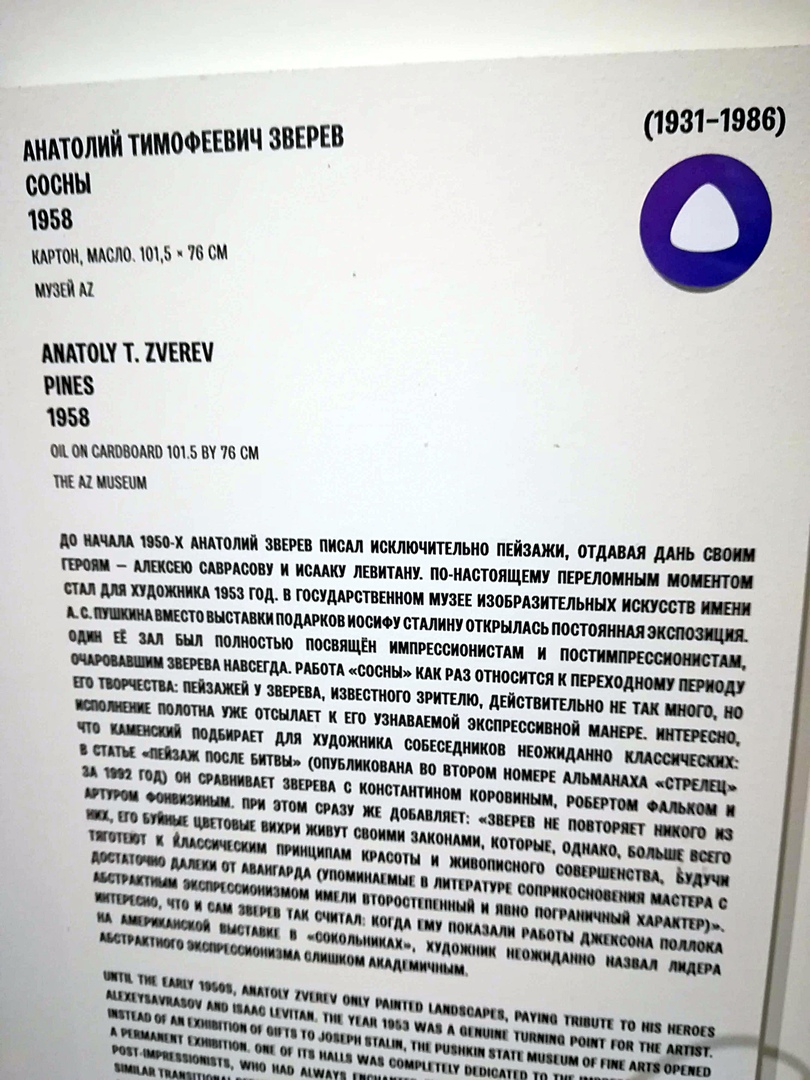 АНАТОЛИЙ ТИМОФЕЕВИЧ ЗВЕРЕВ
(1931–1986)
СОСНЫ
1958
КАРТОН, МАСЛО. 101,5 × 76 СМ
МУЗЕЙ AZ
ANATOLY T. ZVEREV
PINES
1958
OIL ON CARDBOARD 101.5 BY 76 CM
THE AZ MUSEUM
ДО НАЧАЛА 1950-Х АНАТОЛИЙ ЗВЕРЕВ ПИСАЛ ИСКЛЮЧИТЕЛЬНО ПЕЙЗАЖИ, ОТДАВАЯ ДАНЬ СВОИМ
ГЕРОЯМ – АЛЕКСЕЮ САВРАСОВУ И ИСААКУ ЛЕВИТАНУ. ПО-НАСТОЯЩЕМУ ПЕРЕЛОМНЫМ МОМЕНТОМ
СТАЛ ДЛЯ ХУДОЖНИКА 1953 ГОД. В ГОСУДАРСТВЕННОМ МУЗЕЕ ИЗОБРАЗИТЕЛЬНЫХ ИСКУССТВ ИМЕНИ
А. С. ПУШКИНА ВМЕСТО ВЫСТАВКИ ПОДАРКОВ ИОСИФУ СТАЛИНУ ОТКРЫЛАСЬ ПОСТОЯННАЯ ЭКСПОЗИЦИЯ.
ОДИН ЕЁ ЗАЛ БЫЛ ПОЛНОСТЬЮ ПОСВЯЩЁН ИМПРЕССИОНИСТАМ И ПОСТИМПРЕССИОНИСТАМ,
ОЧАРОВАВШИМ ЗВЕРЕВА НАВСЕГДА. РАБОТА «СОСНЫ» КАК РАЗ ОТНОСИТСЯ К ПЕРЕХОДНОМУ ПЕРИОДУ
ЕГО ТВОРЧЕСТВА: ПЕЙЗАЖЕЙ У ЗВЕРЕВА, ИЗВЕСТНОГО ЗРИТЕЛЮ, ДЕЙСТВИТЕЛЬНО НЕ ТАК МНОГО, НО
ИСПОЛНЕНИЕ ПОЛОТНА УЖЕ ОТСЫЛАЕТ К ЕГО УЗНАВАЕМОЙ ЭКСПРЕССИВНОЙ МАНЕРЕ. ИНТЕРЕСНО,
ЧТО КАМЕНСКИЙ ПОДБИРАЕТ ДЛЯ ХУДОЖНИКА СОБЕСЕДНИКОВ НЕОЖИДАННО КЛАССИЧЕСКИХ:
В СТАТЬЕ «ПЕЙЗАЖ ПОСЛЕ БИТВЫ» (ОПУБЛИКОВАНА ВО ВТОРОМ НОМЕРЕ АЛЬМАНАХА «СТРЕЛЕЦ»
ЗА 1992 ГОД) ОН СРАВНИВАЕТ ЗВЕРЕВА С КОНСТАНТИНОМ КОРОВИНЫМ, РОБЕРТОМ ФАЛЬКОМ И
АРТУРОМ ФОНВИЗИНЫМ. ПРИ ЭТОМ СРАЗУ ЖЕ ДОБАВЛЯЕТ: «ЗВЕРЕВ НЕ ПОВТОРЯЕТ НИКОГО ИЗ
НИХ, ЕГО БУЙНЫЕ ЦВЕТОВЫЕ ВИХРИ ЖИВУТ СВОИМИ ЗАКОНАМИ, КОТОРЫЕ, ОДНАКО, БОЛЬШЕ ВСЕГО
ТЯГОТЕЮТ К КЛАССИЧЕСКИМ ПРИНЦИПАМ КРАСОТЫ И ЖИВОПИСНОГО СОВЕРШЕНСТВА, БУДУЧИ
ДОСТАТОЧНО ДАЛЕКИ ОТ АВАНГАРДА (УПОМИНАЕМЫЕ В ЛИТЕРАТУРЕ СОПРИКОСНОВЕНИЯ МАСТЕРА С
АБСТРАКТНЫМ ЭКСПРЕССИОНИЗМОМ ИМЕЛИ ВТОРОСТЕПЕННЫЙ И ЯВНО ПОГРАНИЧНЫЙ ХАРАКТЕР)».
ИНТЕРЕСНО, ЧТО И САМ ЗВЕРЕВ ТАК СЧИТАЛ: КОГДА ЕМУ ПОКАЗАЛИ РАБОТЫ ДЖЕКСОНА ПОЛЛОКА
НА АМЕРИКАНСКОЙ ВЫСТАВКЕ В «СОКОЛЬНИКАХ», ХУДОЖНИК НЕОЖИДАННО НАЗВАЛ ЛИДЕРА
АБСТРАКТНОГО ЭКСПРЕССИОНИЗМА СЛИШКОМ АКАДЕМИЧНЫМ.
UNTIL THE EARLY 1950S, ANATOLY ZVEREV ONLY PAINTED LANDSCAPES, PAYING TRIBUTE TO HIS HEROES
ALEXEYSAVRASOV AND ISAAC LEVITAN. THE YEAR 1953 WAS A GENUINE TURNING POINT FOR THE ARTIST.
INSTEAD OF AN EXHIBITION OF GIFTS TO JOSEPH STALIN, THE PUSHKIN STATE MUSEUM OF FINE ARTS OPENED
A PERMANENT EXHIBITION. ONE OF ITS HALLS WAS COMPLETELY DEDICATED TO THE
POST-IMPRESSIONISTS, WHO HAD ALWAYS
SIMILAR TRANSITIONAL